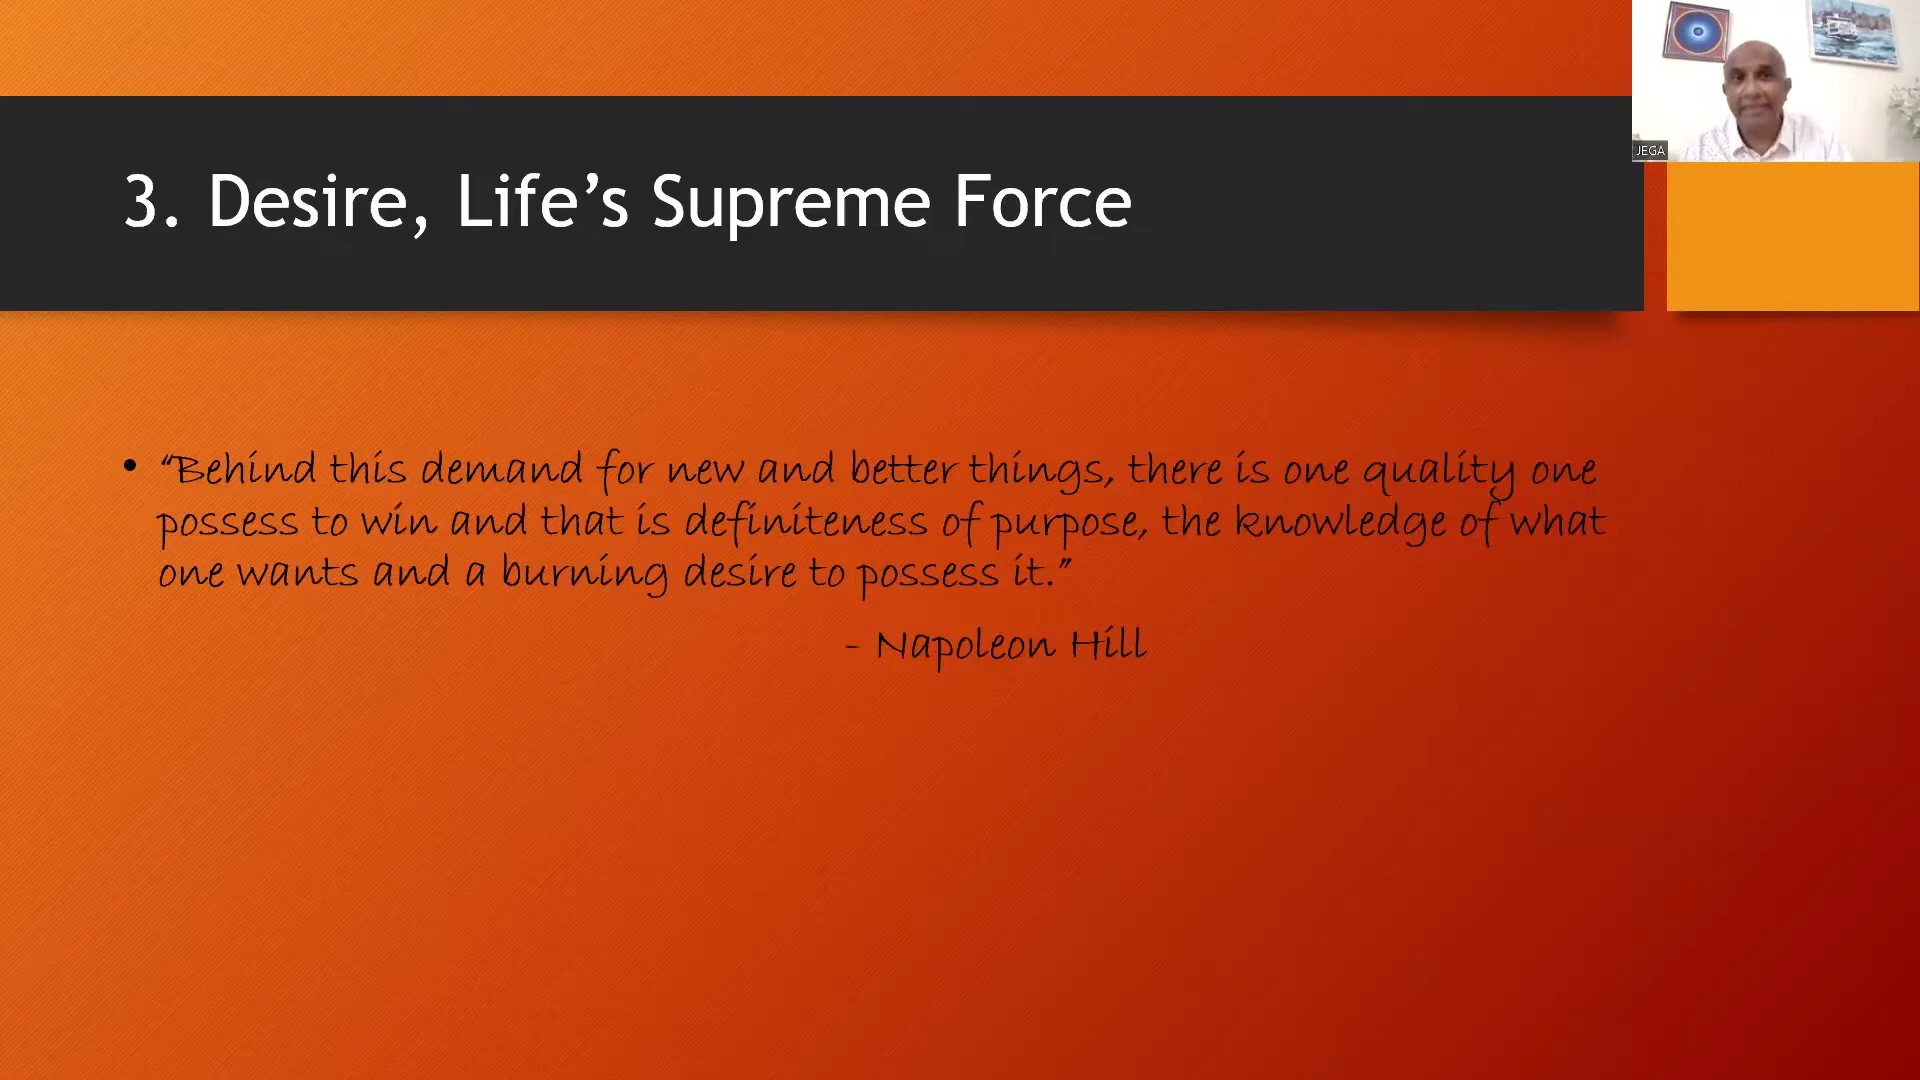 JEGA
3. Desire, Life’s Supreme Force
• “Behind this demand for new and better things, there is one quality one
possess to win and that is definiteness of purpose, the knowledge of what
one wants and a burning desire to possess it.”
- Napoleon Hill